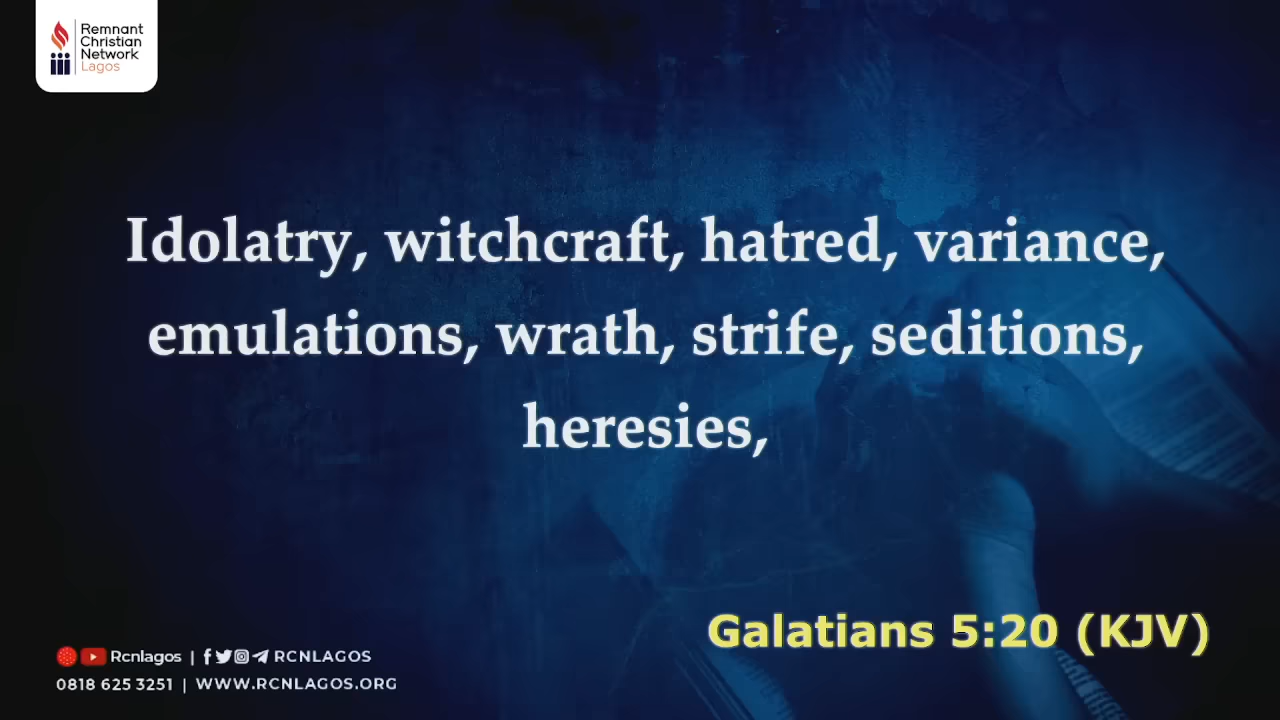 Remnant
Christian
Network
Lagos
Idolatry, witchcraft, hatred, variance,
emulations, wrath, strife, seditions,
heresies,
Galatians 5:20 (KJV)
Rcnlagos | RCNLAGOS
0818 625 3251 | WWW.RCNLAGOS.ORG